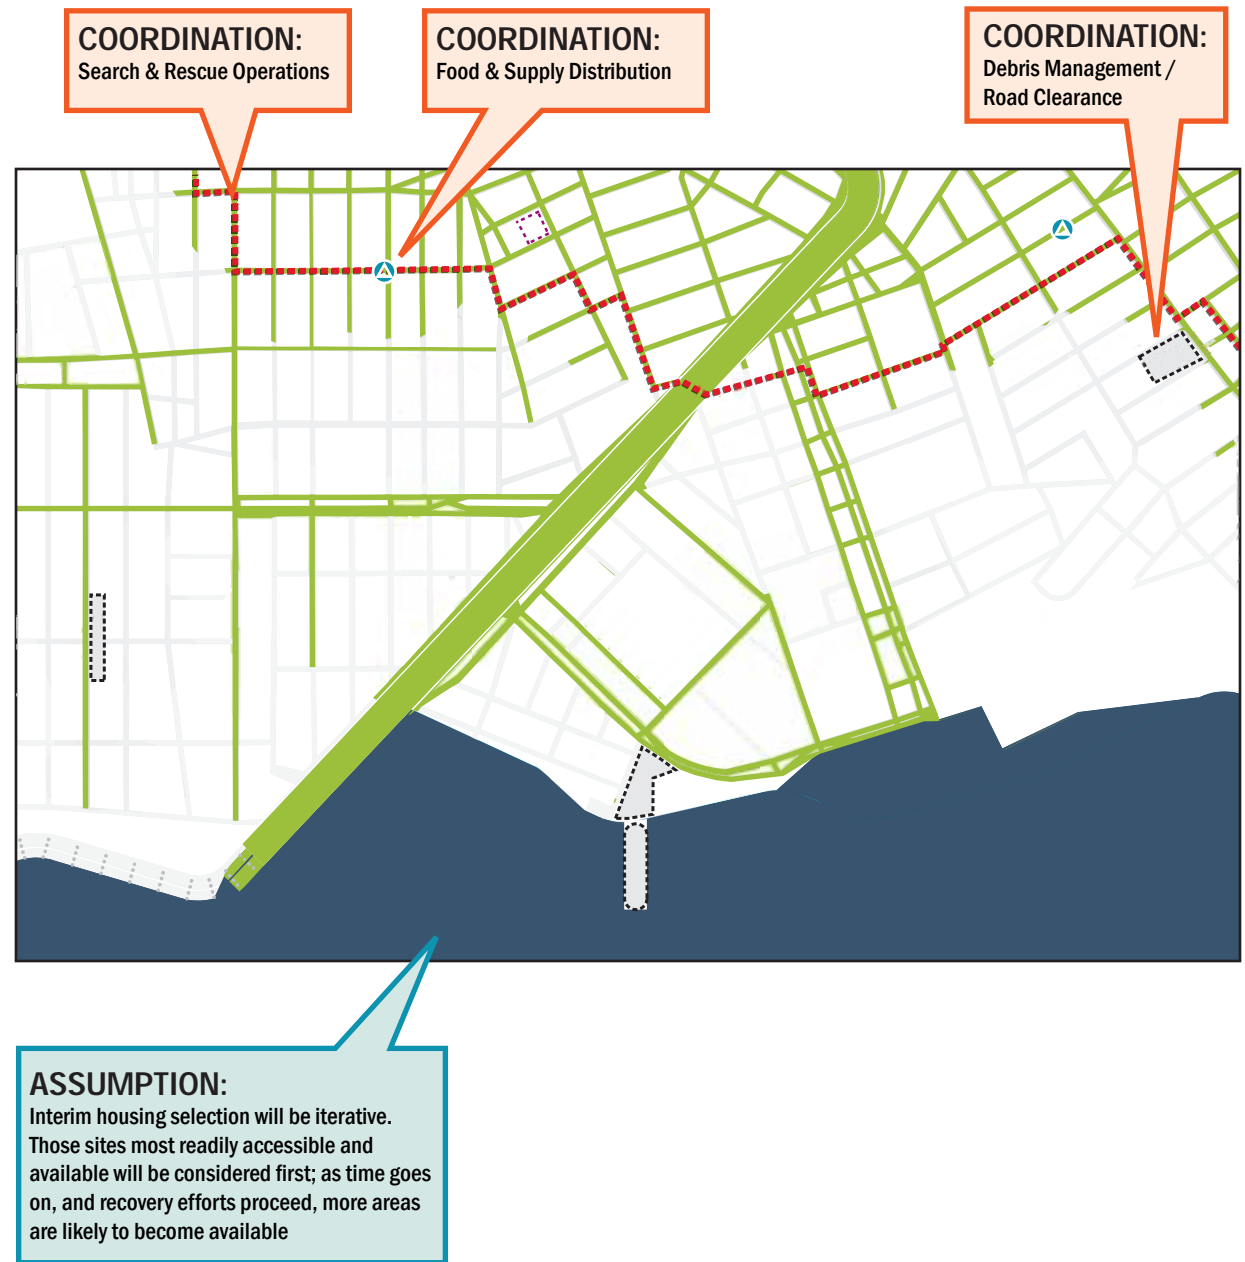 COORDINATION:
Search & Rescue Operations
COORDINATION:
Food & Supply Distribution
COORDINATION:
Debris Management /
Road Clearance
ASSUMPTION:
Interim housing selection will be iterative.
Those sites most readily accessible and
available will be considered first; as time goes
on, and recovery efforts proceed, more areas
are likely to become available